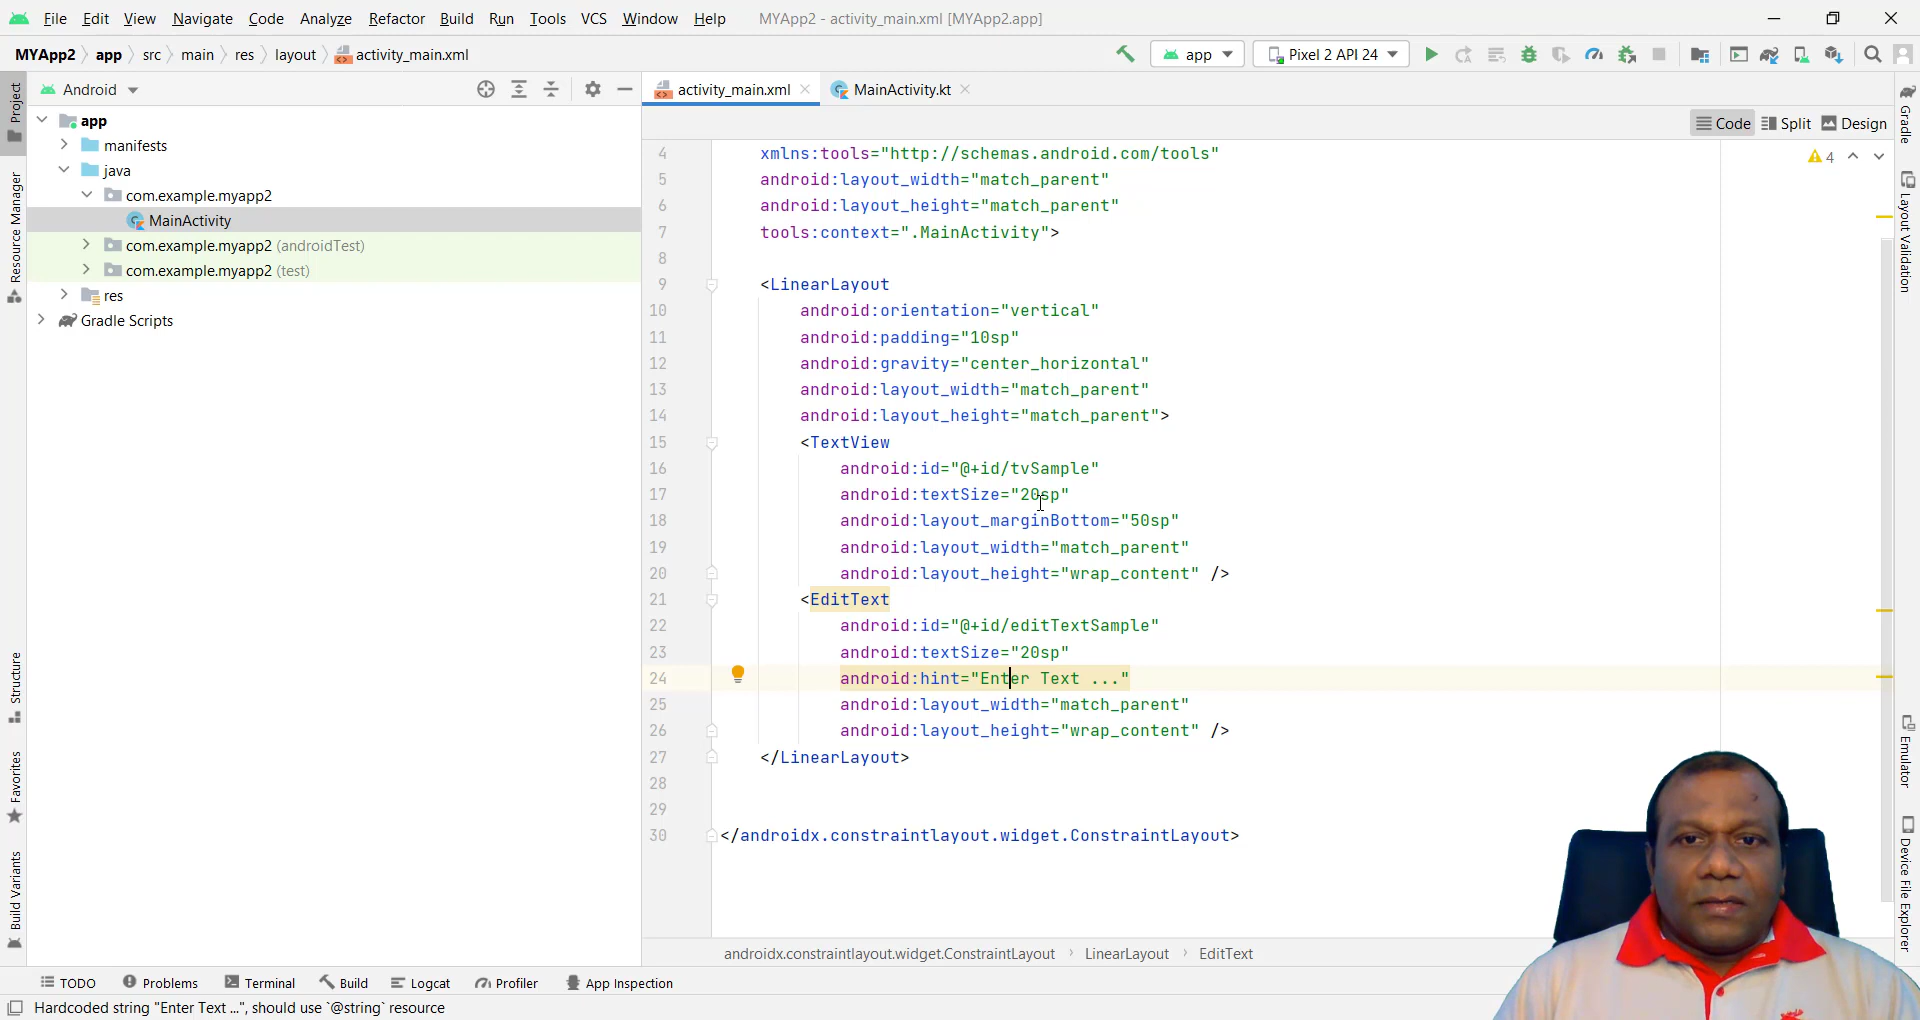 File Edit View Navigate Code Analyze Refactor Build Run Tools VCS Window Help MYApp2 - activity_main.xml [MYApp2.app]
MYApp2 app src main res layout activity_main.xml
app Pixel 2 API 24
Project
Resource Manager
Structure
Favorites
Build Variants
Android
app
manifests
java
com.example.myapp2
MainActivity
com.example.myapp2 (androidTest)
com.example.myapp2 (test)
res
Gradle Scripts
activity_main.xml MainActivity.kt
Code Split Design
4
4 xmlns:tools="http://schemas.android.com/tools"
5 android:layout_width="match_parent"
6 android:layout_height="match_parent"
7 tools:context=".MainActivity">
8
9 <LinearLayout
10 android:orientation="vertical"
11 android:padding="10sp"
12 android:gravity="center_horizontal"
13 android:layout_width="match_parent"
14 android:layout_height="match_parent">
15 <TextView
16 android:id="@+id/tvSample"
17 android:textSize="20sp"
18 android:layout_marginBottom="50sp"
19 android:layout_width="match_parent"
20 android:layout_height="wrap_content" />
21 <EditText
22 android:id="@+id/editTextSample"
23 android:textSize="20sp"
24 android:hint="Enter Text ..."
25 android:layout_width="match_parent"
26 android:layout_height="wrap_content" />
27 </LinearLayout>
28
29
30 </androidx.constraintlayout.widget.ConstraintLayout>
androidx.constraintlayout.widget.ConstraintLayout LinearLayout EditText
Gradle
Layout Validation
Emulator
Device File Explorer
TODO Problems Terminal Build Logcat Profiler App Inspection
Hardcoded string "Enter Text ...", should use `@string` resource